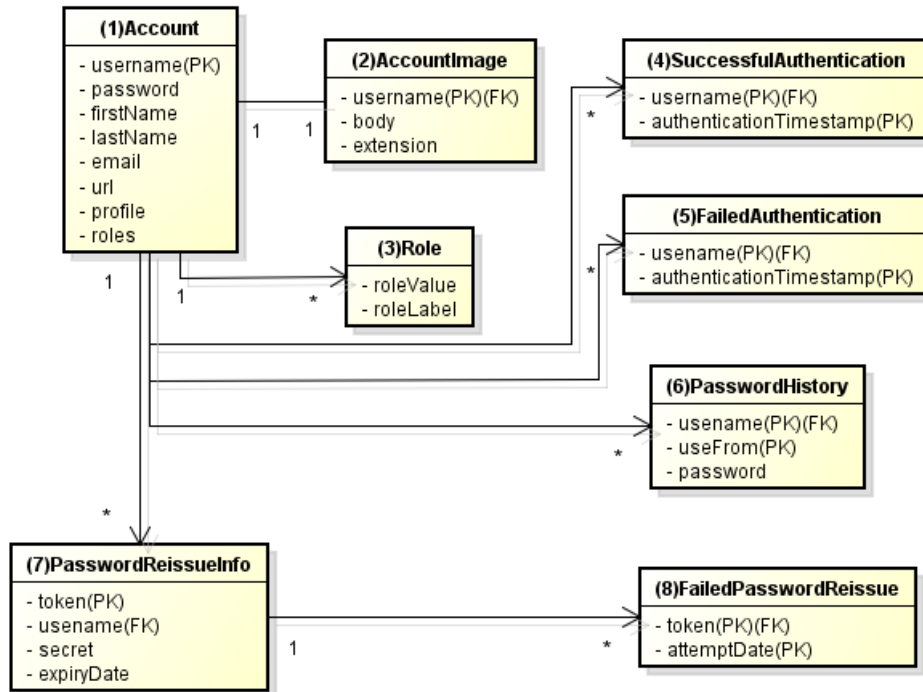 (1)Account
- username(PK)
- password
- firstName
- lastName
- email
- url
- profile
- roles
(2)AccountImage
- username(PK)(FK)
- body
- extension
1
1
(4)SuccessfulAuthentication
- username(PK)(FK)
- authenticationTimestamp(PK)
*
(5)FailedAuthentication
- username(PK)(FK)
- authenticationTimestamp(PK)
*
(3)Role
- roleValue
- roleLabel
1
1
*
(6)PasswordHistory
- usename(PK)(FK)
- useFrom(PK)
- password
*
*
(7)PasswordReissueInfo
- token(PK)
- usename(FK)
- secret
- expiryDate
1
*
(8)FailedPasswordReissue
- token(PK)(FK)
- attemptDate(PK)